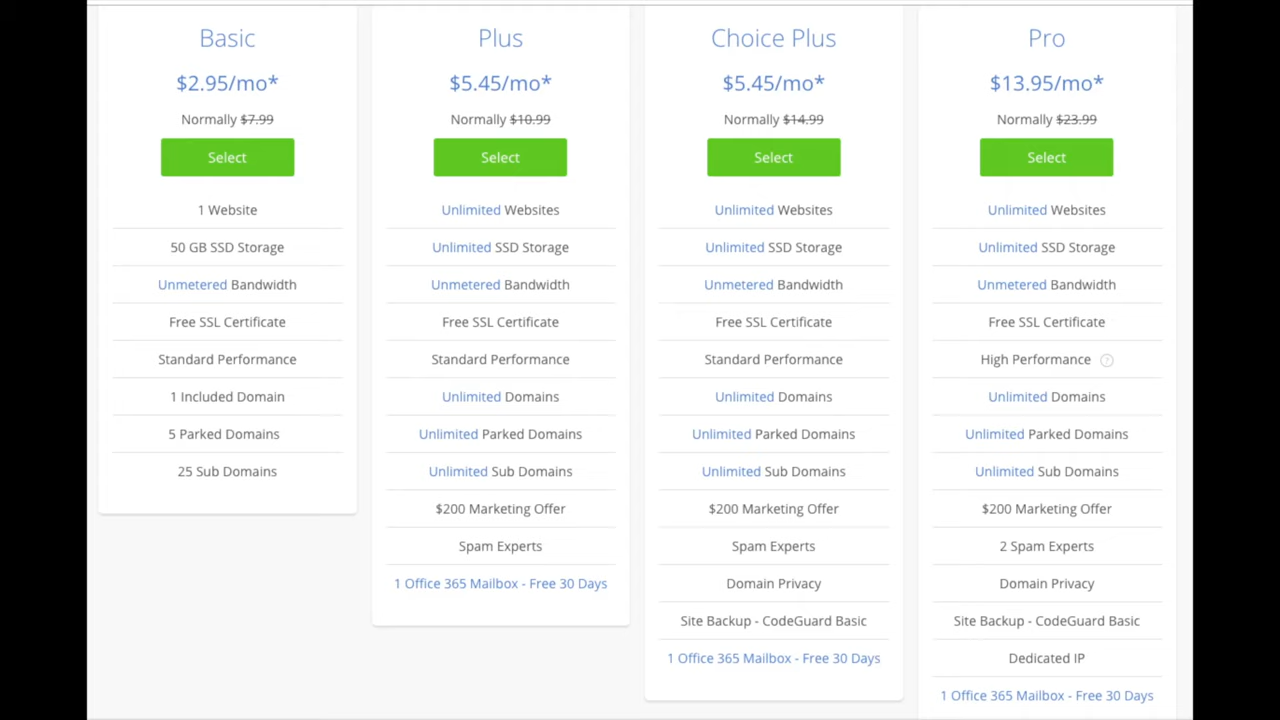 Basic
$2.95/mo*
Normally $7.99
Select
1 Website
50 GB SSD Storage
Unmetered Bandwidth
Free SSL Certificate
Standard Performance
1 Included Domain
5 Parked Domains
25 Sub Domains
Plus
$5.45/mo*
Normally $10.99
Select
Unlimited Websites
Unlimited SSD Storage
Unmetered Bandwidth
Free SSL Certificate
Standard Performance
Unlimited Domains
Unlimited Parked Domains
Unlimited Sub Domains
$200 Marketing Offer
Spam Experts
1 Office 365 Mailbox - Free 30 Days
Choice Plus
$5.45/mo*
Normally $14.99
Select
Unlimited Websites
Unlimited SSD Storage
Unmetered Bandwidth
Free SSL Certificate
Standard Performance
Unlimited Domains
Unlimited Parked Domains
Unlimited Sub Domains
$200 Marketing Offer
Spam Experts
Domain Privacy
Site Backup - CodeGuard Basic
1 Office 365 Mailbox - Free 30 Days
Pro
$13.95/mo*
Normally $23.99
Select
Unlimited Websites
Unlimited SSD Storage
Unmetered Bandwidth
Free SSL Certificate
High Performance ?
Unlimited Domains
Unlimited Parked Domains
Unlimited Sub Domains
$200 Marketing Offer
2 Spam Experts
Domain Privacy
Site Backup - CodeGuard Basic
Dedicated IP
1 Office 365 Mailbox - Free 30 Days